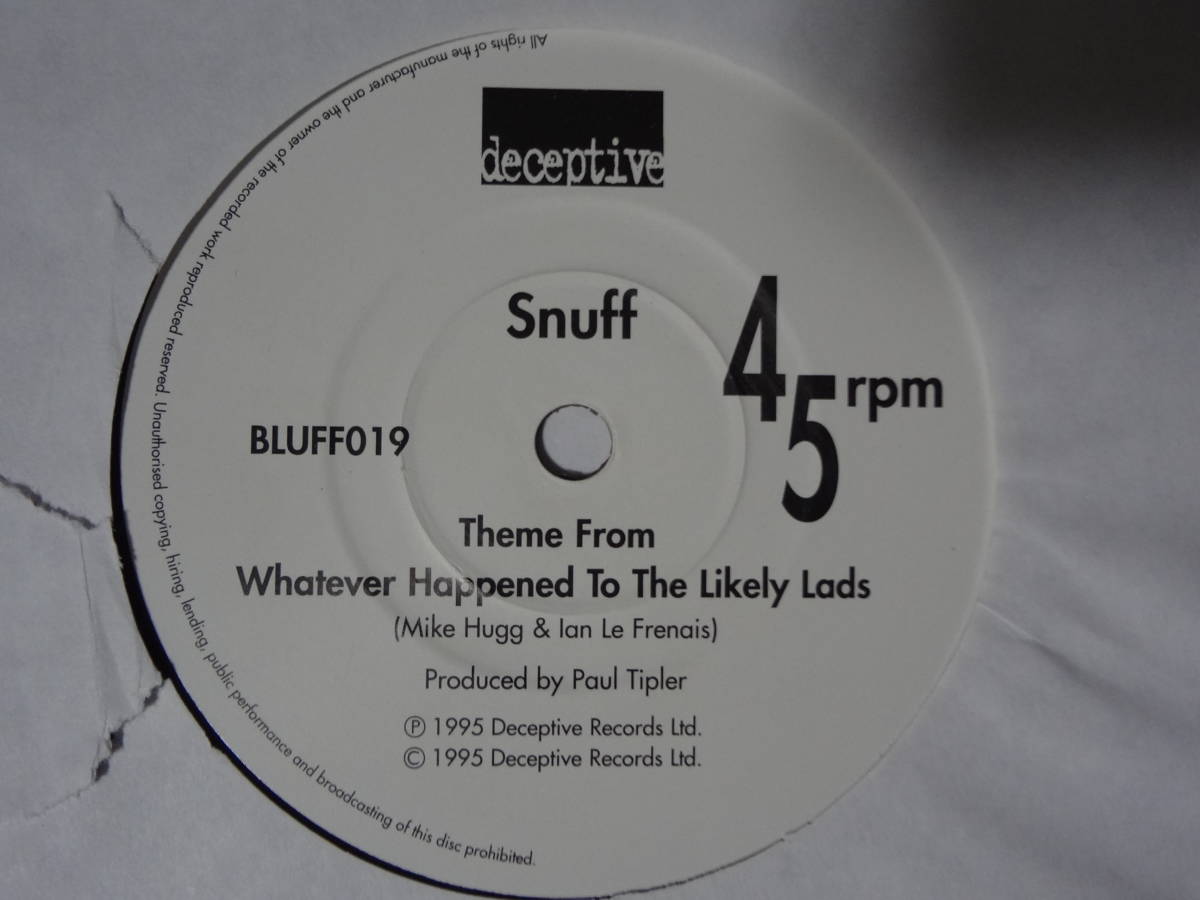 deceptive
Snuff
45 rpm
BLUFF019
Theme From
Whatever Happened To The Likely Lads
(Mike Hugg & Ian Le Frenais)
Produced by Paul Tipler
℗ 1995 Deceptive Records Ltd.
© 1995 Deceptive Records Ltd.
All rights of the manufacturer and the owner of the recorded work reproduced reserved. Unauthorised copying, hiring, lending, public performance and broadcasting of this disc prohibited.